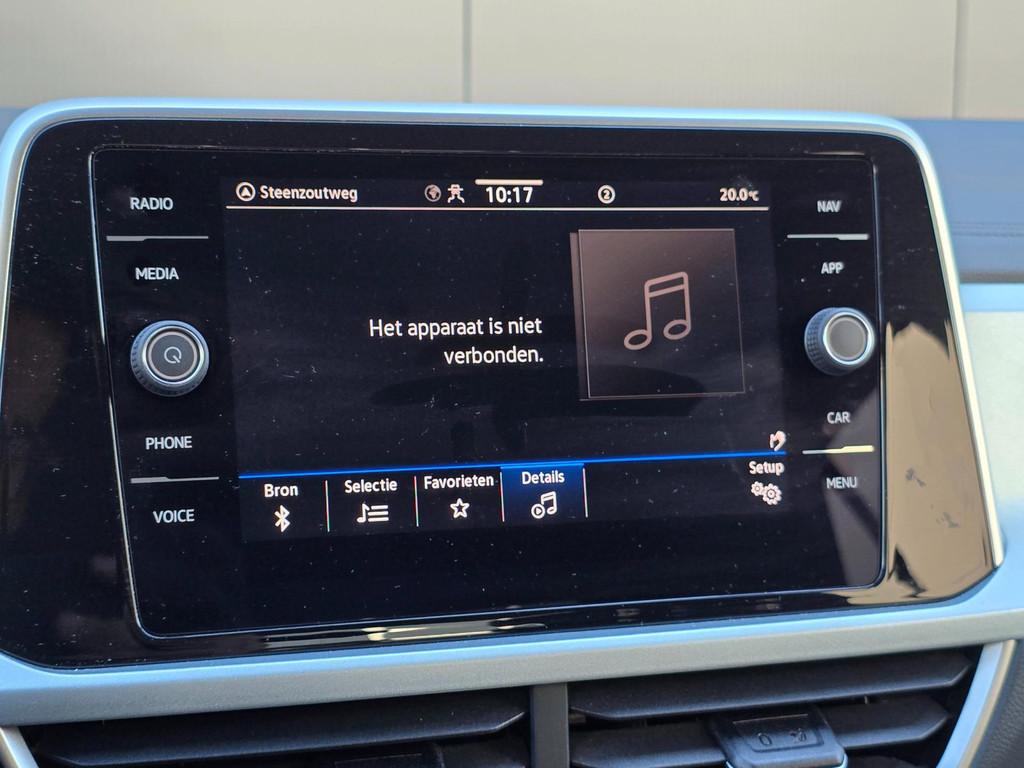 RADIO
MEDIA
PHONE
VOICE
Steenzoutweg
10:17
2
20.0°C
Het apparaat is niet
verbonden.
Bron
Selectie
Favorieten
Details
Setup
NAV
APP
CAR
MENU